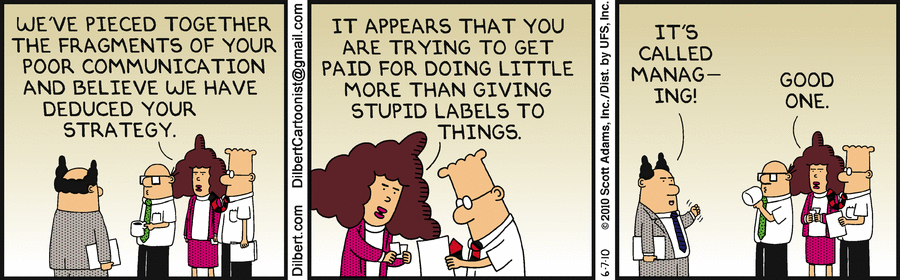 WE'VE PIECED TOGETHER
THE FRAGMENTS OF YOUR
POOR COMMUNICATION
AND BELIEVE WE HAVE
DEDUCED YOUR
STRATEGY.
Dilbert.com DilbertCartoonist@gmail.com
IT APPEARS THAT YOU
ARE TRYING TO GET
PAID FOR DOING LITTLE
MORE THAN GIVING
STUPID LABELS TO
THINGS.
6-7-10 © 2010 Scott Adams, Inc./Dist. by UFS, Inc.
IT'S
CALLED
MANAG-
ING!
GOOD
ONE.